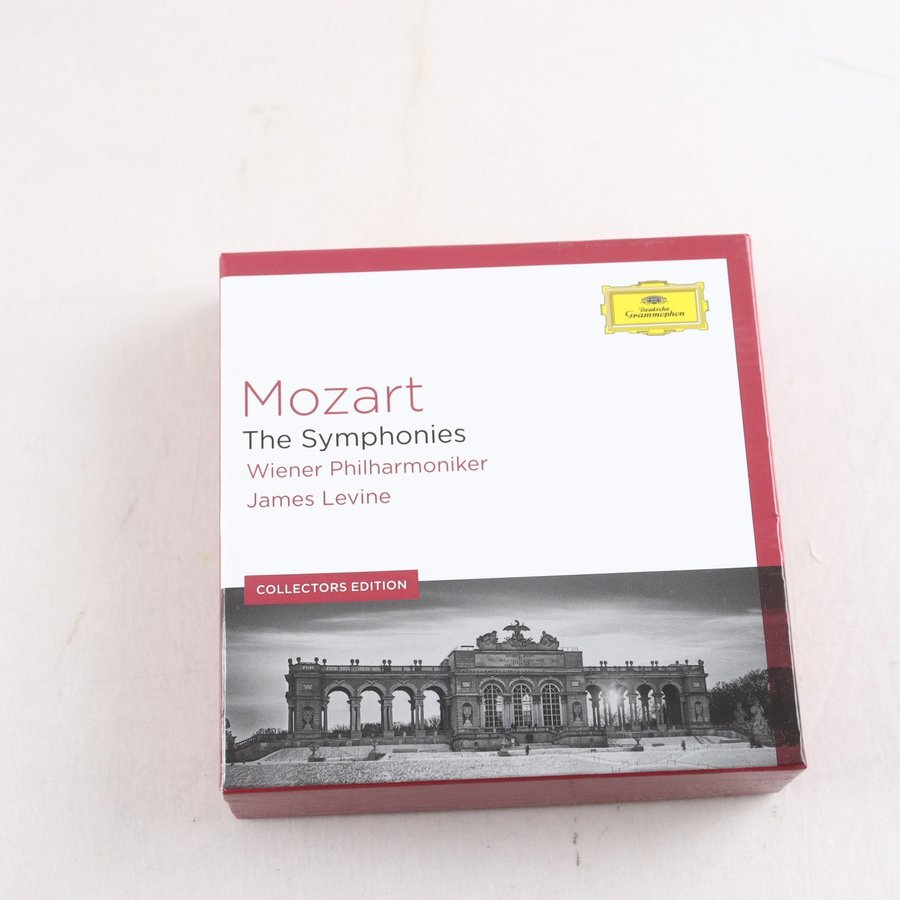 Deutsche
Grammophon
Mozart
The Symphonies
Wiener Philharmoniker
James Levine
COLLECTORS EDITION